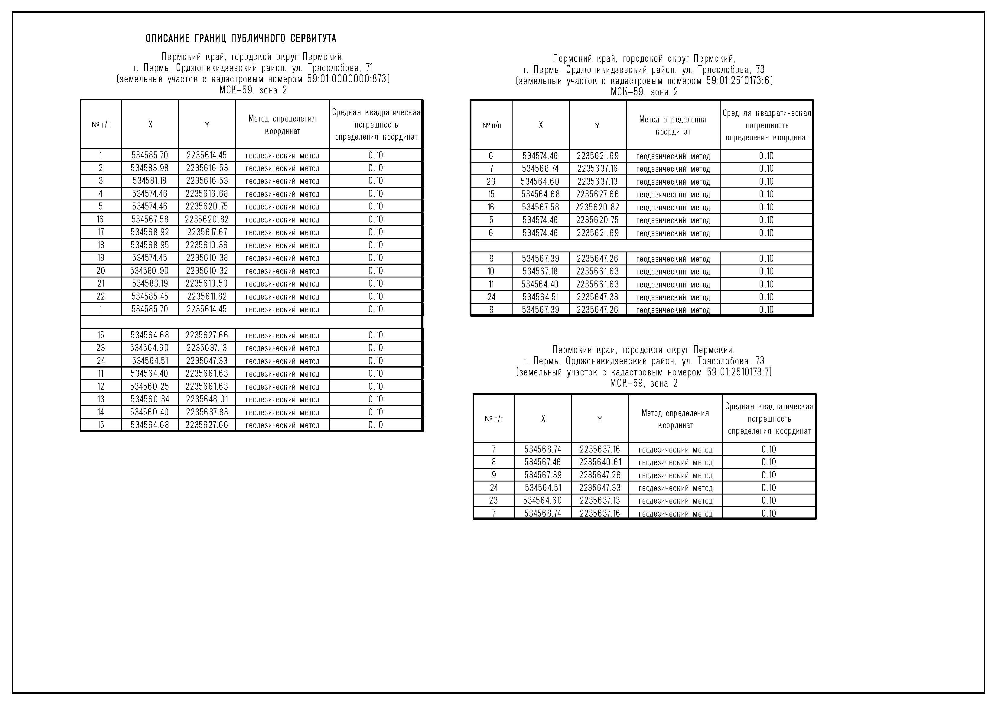 ОПИСАНИЕ ГРАНИЦ ПУБЛИЧНОГО СЕРВИТУТА
Пермский край, городской округ Пермский,
г. Пермь, Орджоникидзевский район, ул. Трясолобова, 71
(земельный участок с кадастровым номером 59:01:0000000:873)
МСК-59, зона 2
№ п/п X Y Метод определения координат Средняя квадратическая погрешность определения координат
1 534585.70 2235614.45 геодезический метод 0.10
2 534583.98 2235616.53 геодезический метод 0.10
3 534581.18 2235616.53 геодезический метод 0.10
4 534574.46 2235616.68 геодезический метод 0.10
5 534574.46 2235620.75 геодезический метод 0.10
16 534567.58 2235620.82 геодезический метод 0.10
17 534568.92 2235617.67 геодезический метод 0.10
18 534568.95 2235610.36 геодезический метод 0.10
19 534574.45 2235610.38 геодезический метод 0.10
20 534580.90 2235610.32 геодезический метод 0.10
21 534583.19 2235610.50 геодезический метод 0.10
22 534585.45 2235611.82 геодезический метод 0.10
1 534585.70 2235614.45 геодезический метод 0.10
15 534564.68 2235627.66 геодезический метод 0.10
23 534564.60 2235637.13 геодезический метод 0.10
24 534564.51 2235647.33 геодезический метод 0.10
11 534564.40 2235661.63 геодезический метод 0.10
12 534560.25 2235661.63 геодезический метод 0.10
13 534560.34 2235648.01 геодезический метод 0.10
14 534560.40 2235637.83 геодезический метод 0.10
15 534564.68 2235627.66 геодезический метод 0.10
Пермский край, городской округ Пермский,
г. Пермь, Орджоникидзевский район, ул. Трясолобова, 73
(земельный участок с кадастровым номером 59:01:2510173:6)
МСК-59, зона 2
№ п/п X Y Метод определения координат Средняя квадратическая погрешность определения координат
6 534574.46 2235621.69 геодезический метод 0.10
7 534568.74 2235637.16 геодезический метод 0.10
23 534564.60 2235637.13 геодезический метод 0.10
15 534564.68 2235627.66 геодезический метод 0.10
16 534567.58 2235620.82 геодезический метод 0.10
5 534574.46 2235620.75 геодезический метод 0.10
6 534574.46 2235621.69 геодезический метод 0.10
9 534567.39 2235647.26 геодезический метод 0.10
10 534567.18 2235661.63 геодезический метод 0.10
11 534564.40 2235661.63 геодезический метод 0.10
24 534564.51 2235647.33 геодезический метод 0.10
9 534567.39 2235647.26 геодезический метод 0.10
Пермский край, городской округ Пермский,
г. Пермь, Орджоникидзевский район, ул. Трясолобова, 73
(земельный участок с кадастровым номером 59:01:2510173:7)
МСК-59, зона 2
№ п/п X Y Метод определения координат Средняя квадратическая погрешность определения координат
7 534568.74 2235637.16 геодезический метод 0.10
8 534567.46 2235640.61 геодезический метод 0.10
9 534567.39 2235647.26 геодезический метод 0.10
24 534564.51 2235647.33 геодезический метод 0.10
23 534564.60 2235637.13 геодезический метод 0.10
7 534568.74 2235637.16 геодезический метод 0.10